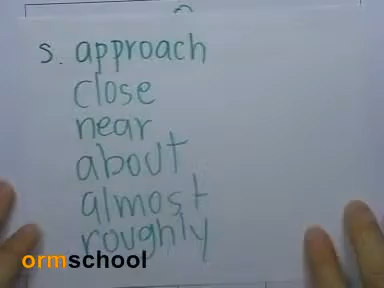 s. approach
close
near
about
almost
roughly
ormschool